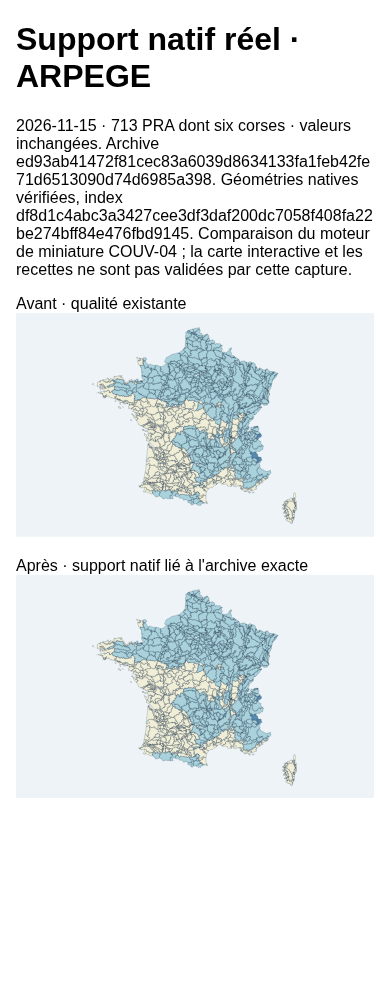 Support natif réel ·
ARPEGE
2026-11-15 · 713 PRA dont six corses · valeurs
inchangées. Archive
ed93ab41472f81cec83a6039d8634133fa1feb42fe
71d6513090d74d6985a398. Géométries natives
vérifiées, index
df8d1c4abc3a3427cee3df3daf200dc7058f408fa22
be274bff84e476fbd9145. Comparaison du moteur
de miniature COUV-04 ; la carte interactive et les
recettes ne sont pas validées par cette capture.
Avant · qualité existante
Après · support natif lié à l'archive exacte